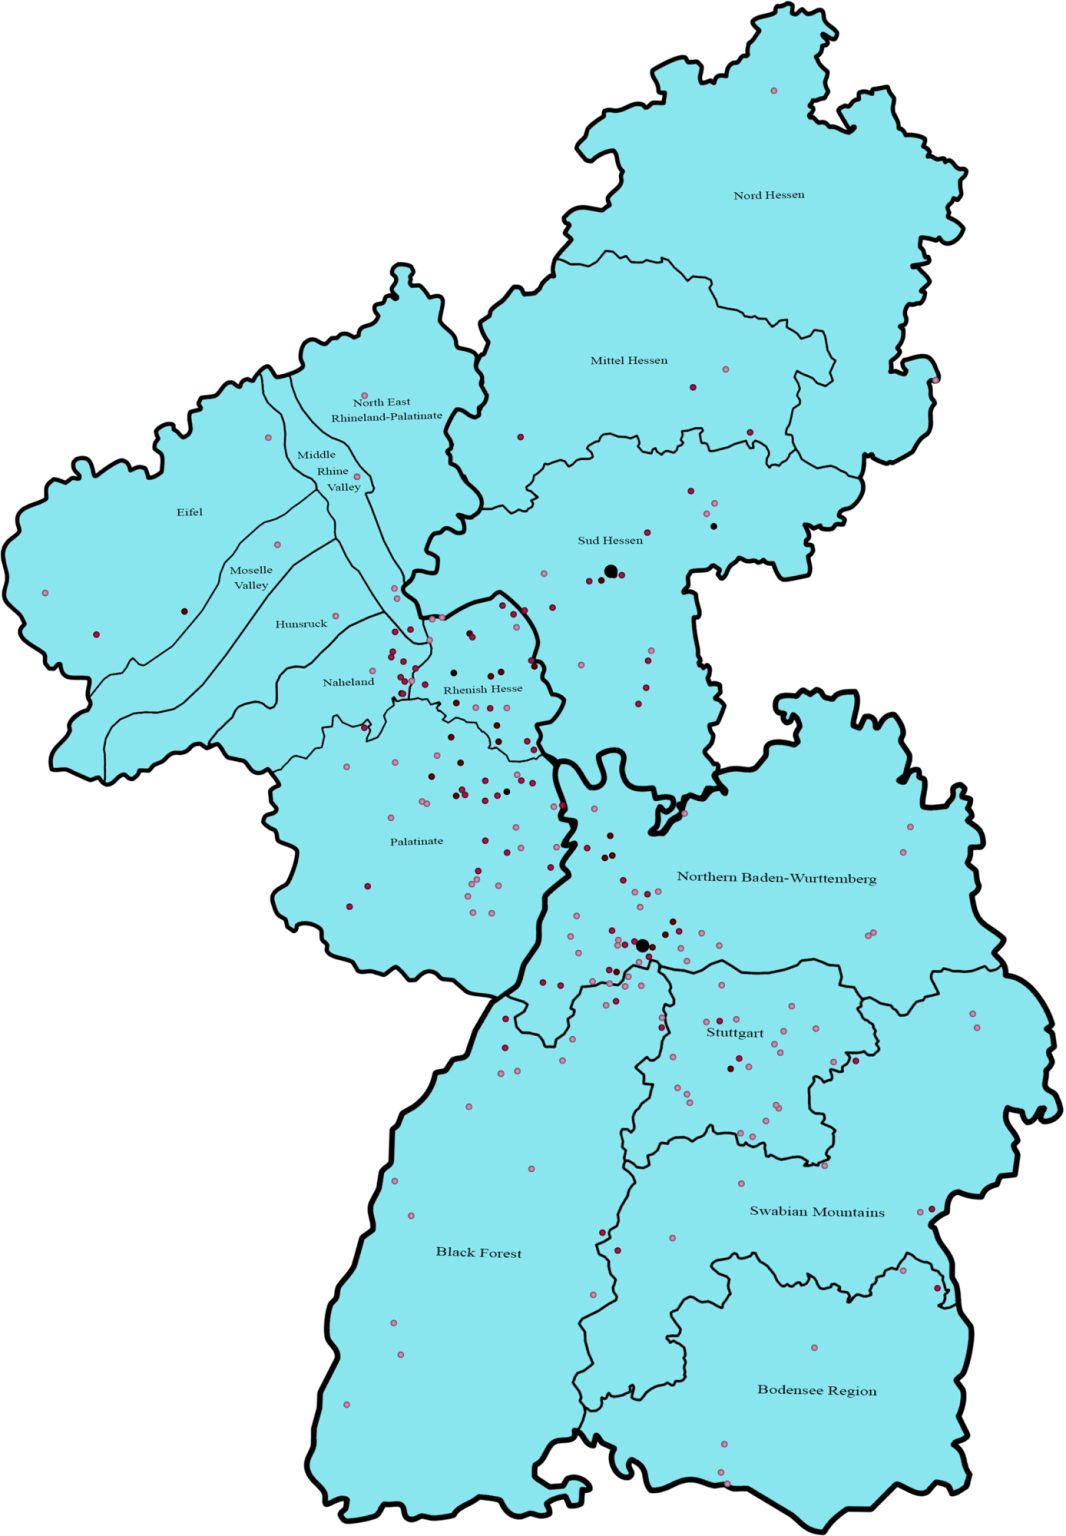 Nord Hessen
Mittel Hessen
North East
Rhineland-Palatinate
Middle
Rhine
Valley
Eifel
Sud Hessen
Moselle
Valley
Hunsruck
Naheland
Rhenish Hesse
Palatinate
Northern Baden-Wurttemberg
Stuttgart
Swabian Mountains
Black Forest
Bodensee Region